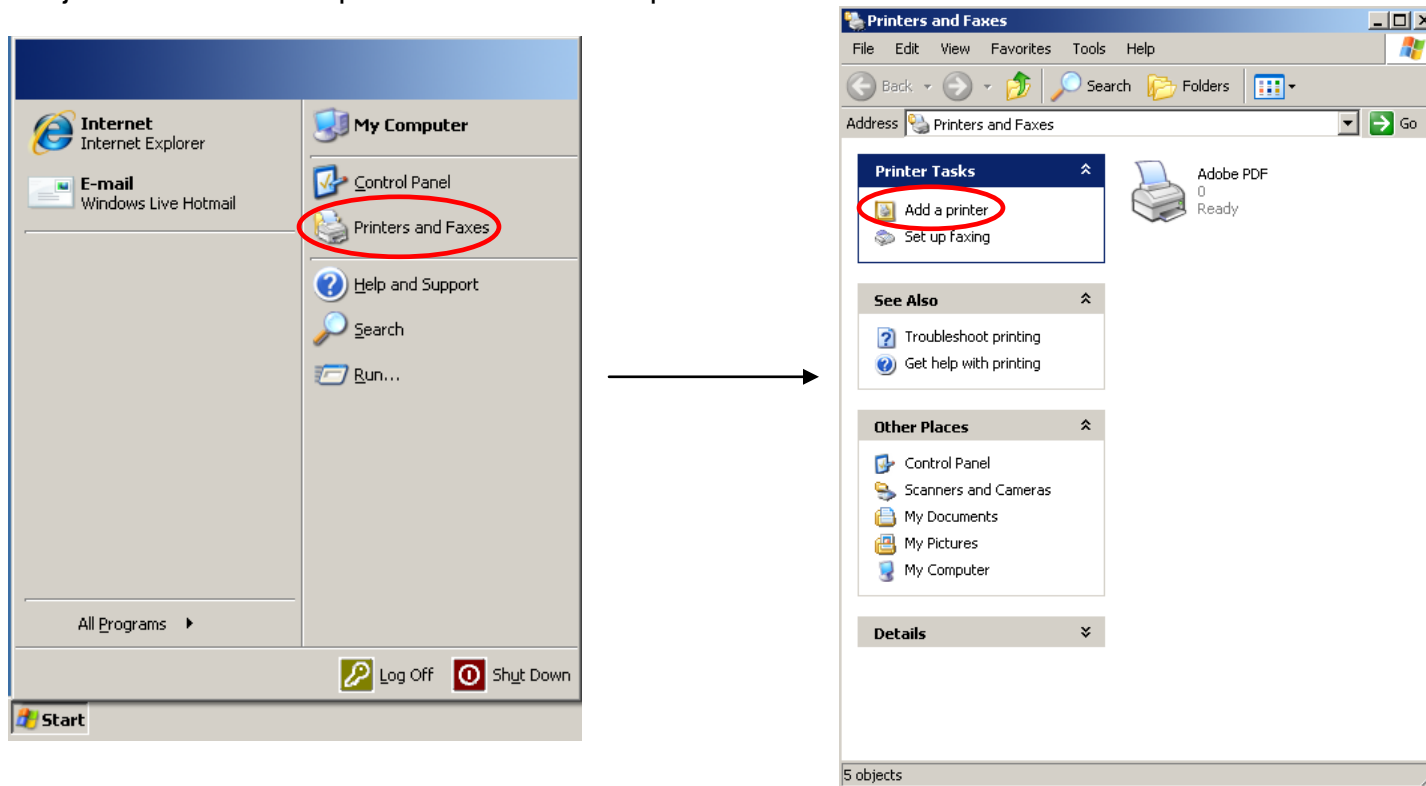 Internet
Internet Explorer
E-mail
Windows Live Hotmail
All Programs
My Computer
Control Panel
Printers and Faxes
Help and Support
Search
Run...
Log Off Shut Down
Start
Printers and Faxes
File Edit View Favorites Tools Help
Back Search Folders
Address Printers and Faxes Go
Printer Tasks
Add a printer
Set up faxing
See Also
Troubleshoot printing
Get help with printing
Other Places
Control Panel
Scanners and Cameras
My Documents
My Pictures
My Computer
Details
Adobe PDF
0
Ready
5 objects